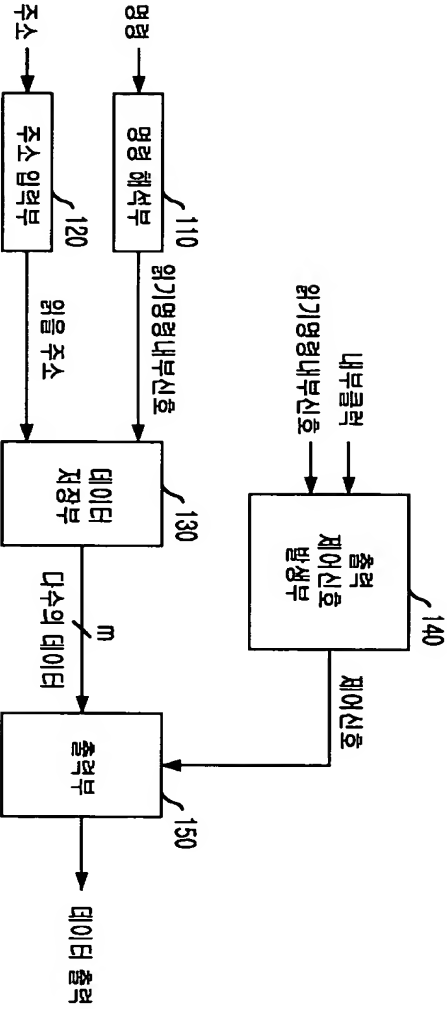 명령
명령 해석부
110
읽기명령내부신호
주소
주소 입력부
120
읽을 주소
데이터
저장부
130
다수의 데이터
m
내부클럭
읽기명령내부신호
출력
제어신호
발생부
140
제어신호
출력부
150
데이터 출력